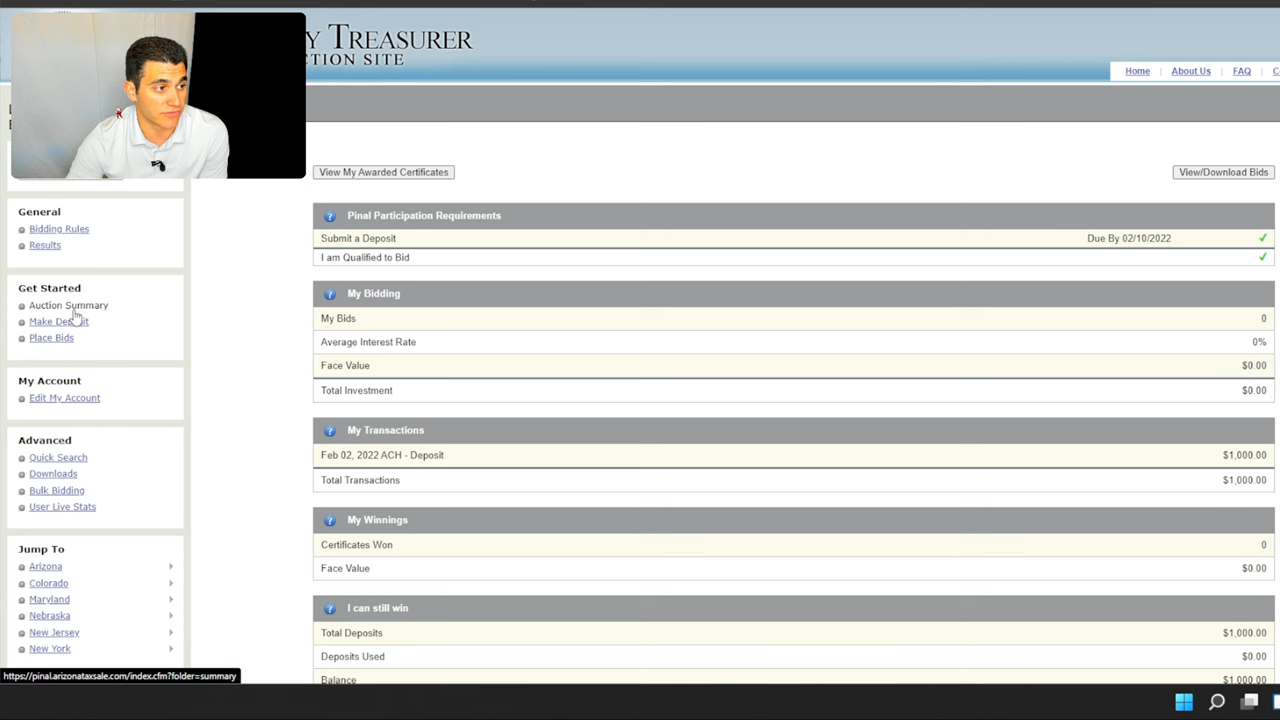 Y TREASURER
CTION SITE
Home
About Us
FAQ
View My Awarded Certificates
View/Download Bids
General
Bidding Rules
Results
Get Started
Auction Summary
Make Deposit
Place Bids
My Account
Edit My Account
Advanced
Quick Search
Downloads
Bulk Bidding
User Live Stats
Jump To
Arizona
Colorado
Maryland
Nebraska
New Jersey
New York
Pinal Participation Requirements
Submit a Deposit Due By 02/10/2022
I am Qualified to Bid
My Bidding
My Bids 0
Average Interest Rate 0%
Face Value $0.00
Total Investment $0.00
My Transactions
Feb 02, 2022 ACH - Deposit $1,000.00
Total Transactions $1,000.00
My Winnings
Certificates Won 0
Face Value $0.00
I can still win
Total Deposits $1,000.00
Deposits Used $0.00
Balance $1,000.00
https://pinal.arizonataxsale.com/index.cfm?folder=summary